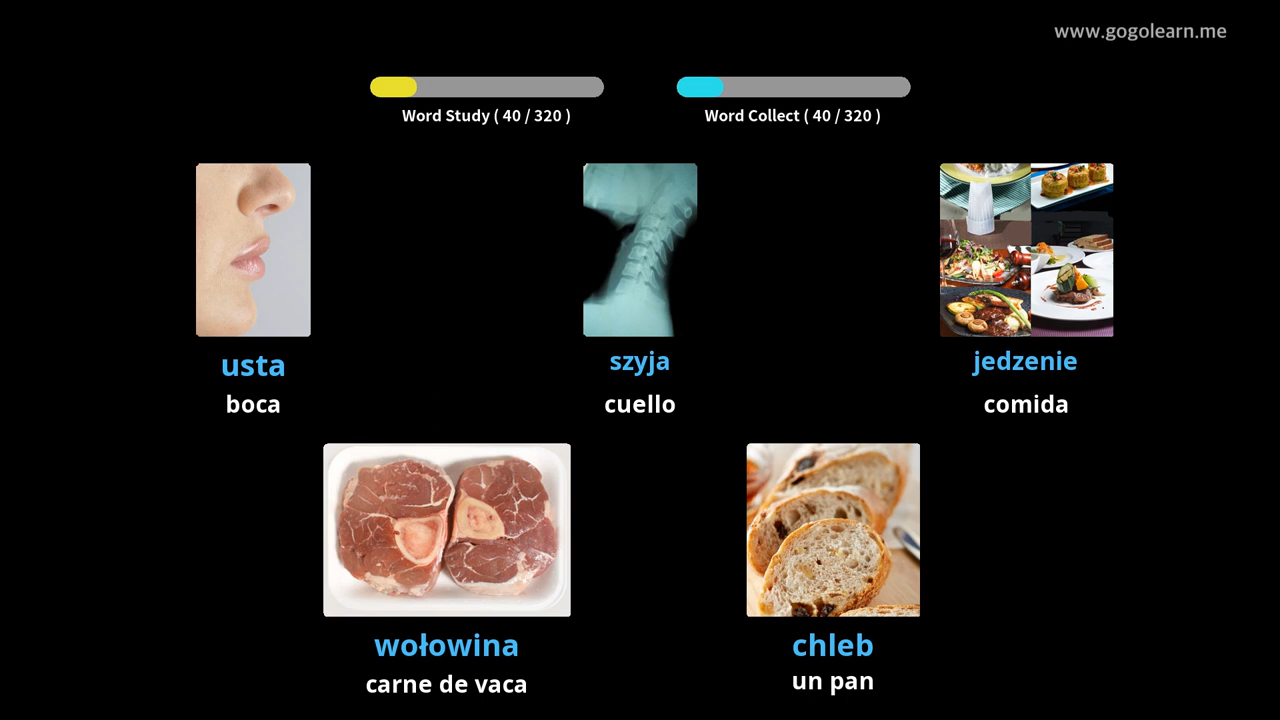 www.gogolearn.me
Word Study ( 40 / 320 )
Word Collect ( 40 / 320 )
usta
boca
szyja
cuello
jedzenie
comida
wołowina
carne de vaca
chleb
un pan